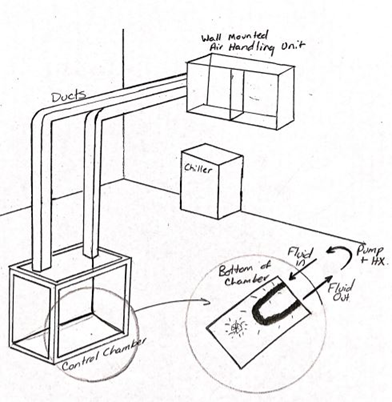 Wall Mounted
Air Handling Unit
Ducts
Chiller
Bottom of
Chamber
Fluid
in
Pump
+ HX.
Fluid
Out
Control Chamber